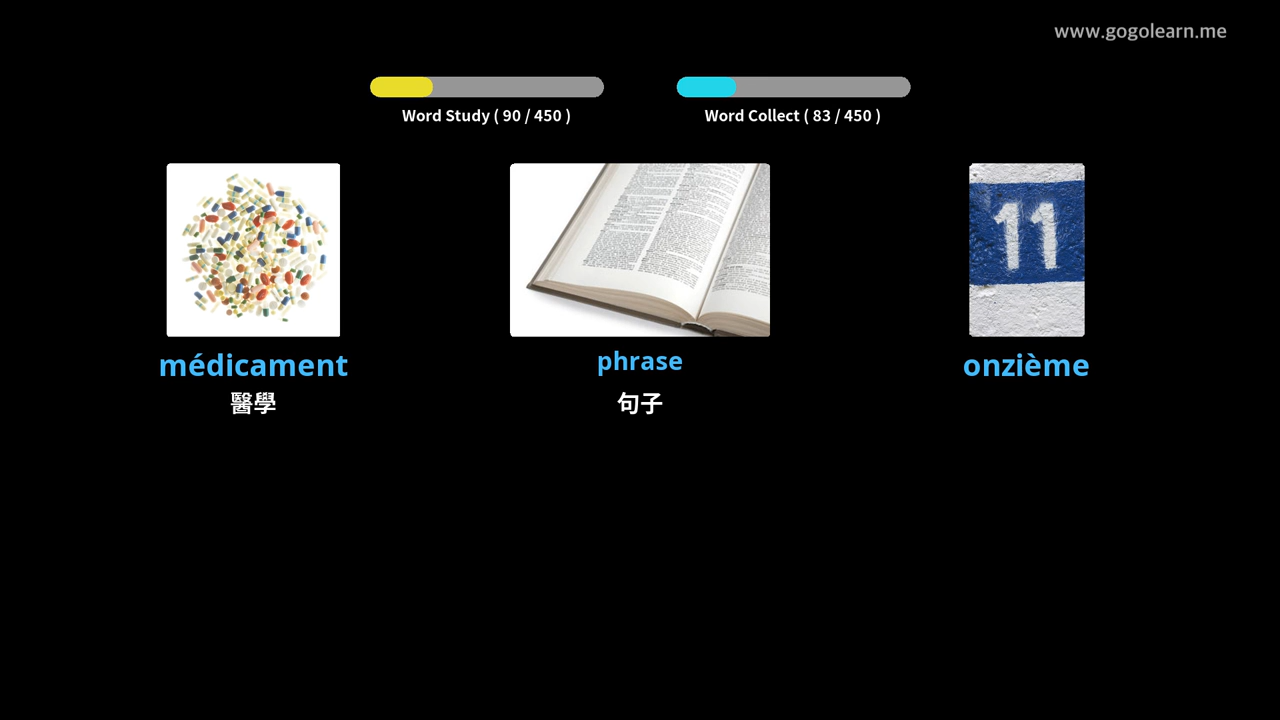 www.gogolearn.me
Word Study ( 90 / 450 )
Word Collect ( 83 / 450 )
11
médicament
phrase
onzième
醫學
句子